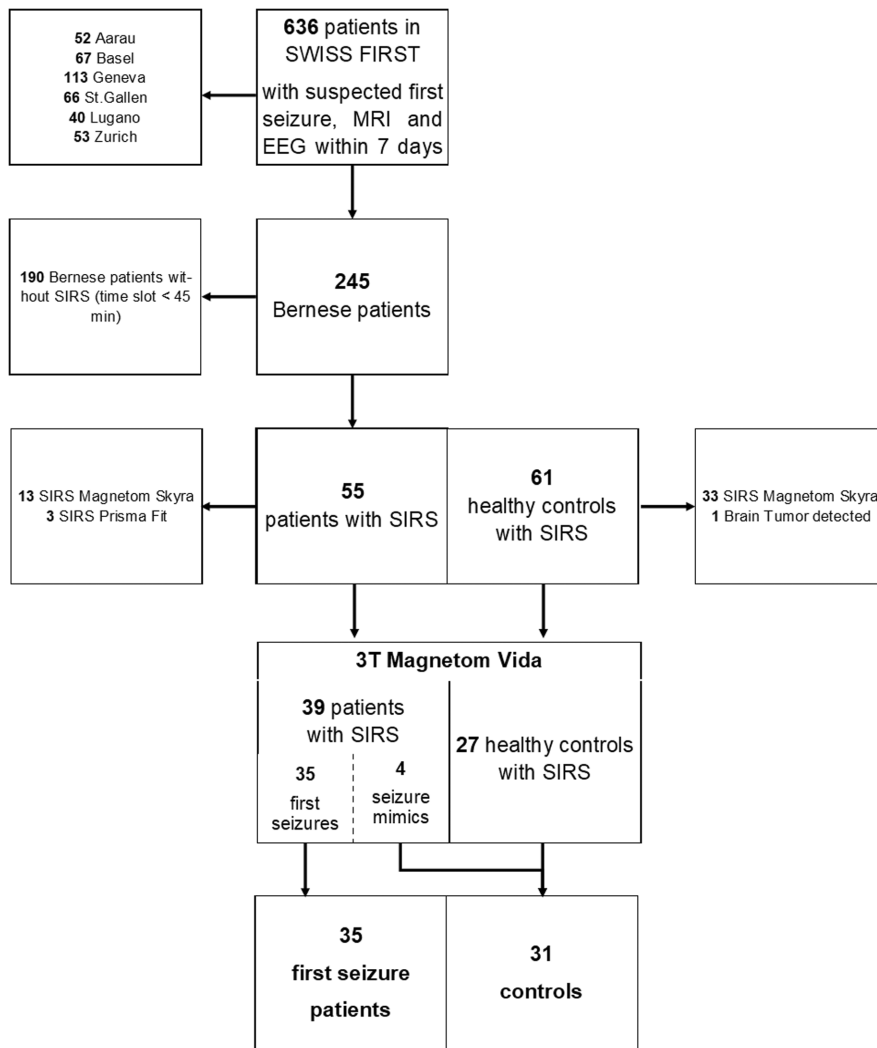 636 patients in
SWISS FIRST
with suspected first
seizure, MRI and
EEG within 7 days
52 Aarau
67 Basel
113 Geneva
66 St.Gallen
40 Lugano
53 Zurich
245
Bernese patients
190 Bernese patients wit-
hout SIRS (time slot < 45
min)
55
patients with SIRS
61
healthy controls
with SIRS
13 SIRS Magnetom Skyra
3 SIRS Prisma Fit
33 SIRS Magnetom Skyra
1 Brain Tumor detected
3T Magnetom Vida
39 patients
with SIRS
35
first
seizures
4
seizure
mimics
27 healthy controls
with SIRS
35
first seizure
patients
31
controls